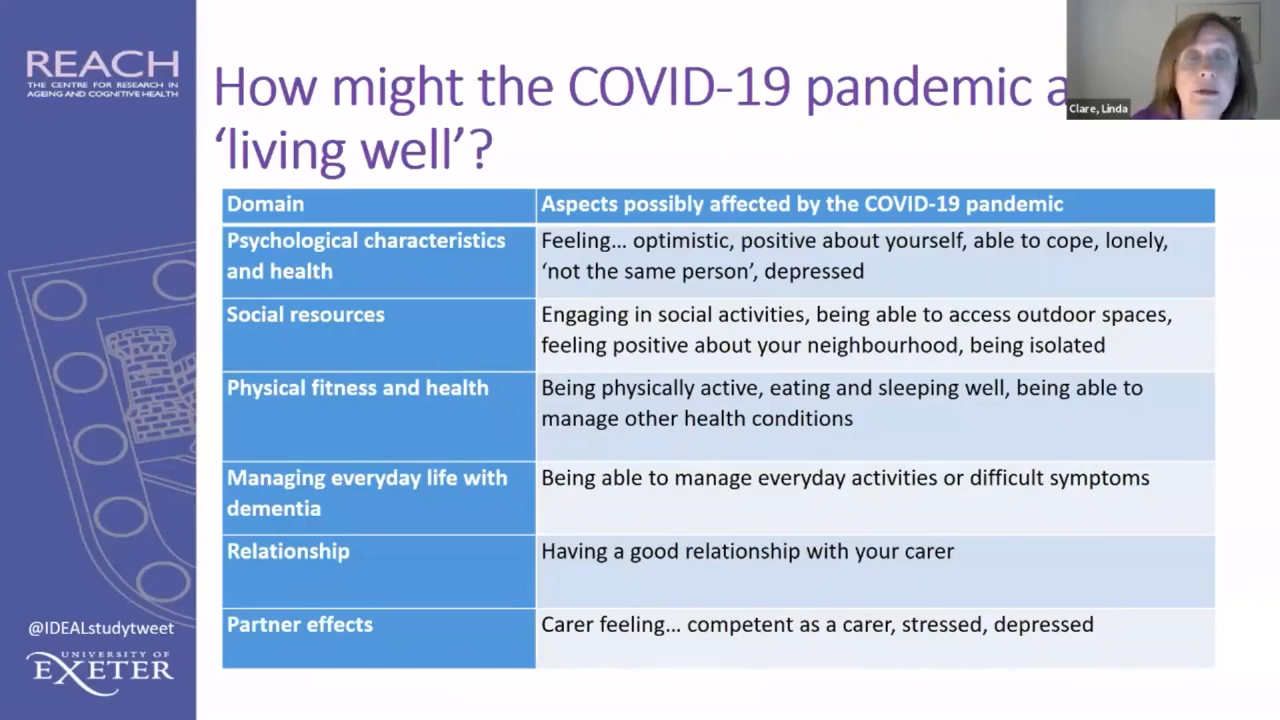 REACH
THE CENTRE FOR RESEARCH IN
AGEING AND COGNITIVE HEALTH
How might the COVID-19 pandemic a
‘living well’?
Clare, Linda
Domain
Aspects possibly affected by the COVID-19 pandemic
Psychological characteristics
and health
Feeling… optimistic, positive about yourself, able to cope, lonely,
‘not the same person’, depressed
Social resources
Engaging in social activities, being able to access outdoor spaces,
feeling positive about your neighbourhood, being isolated
Physical fitness and health
Being physically active, eating and sleeping well, being able to
manage other health conditions
Managing everyday life with
dementia
Being able to manage everyday activities or difficult symptoms
Relationship
Having a good relationship with your carer
Partner effects
Carer feeling… competent as a carer, stressed, depressed
@IDEALstudytweet
UNIVERSITY OF
EXETER